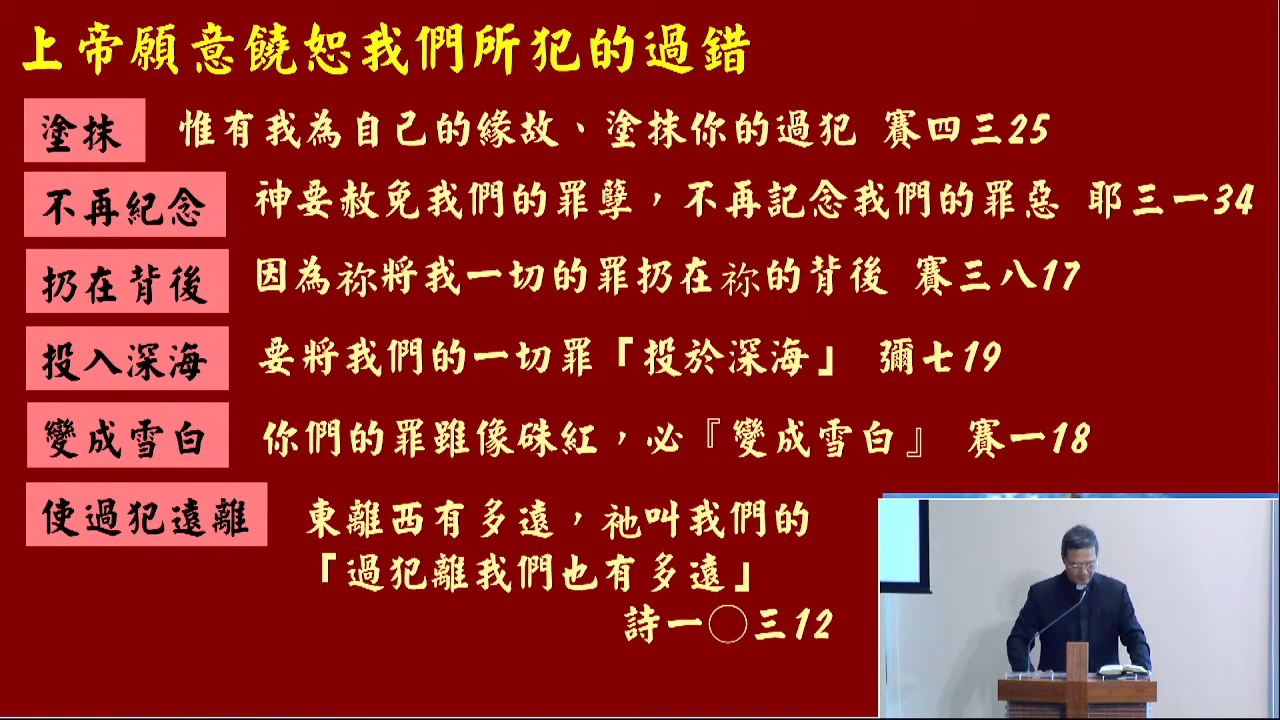 上帝願意饒恕我們所犯的過錯
塗抹 惟有我為自己的緣故、塗抹你的過犯 賽四三25
不再紀念 神要赦免我們的罪孽，不再記念我們的罪惡 耶三一34
扔在背後 因為祢將我一切的罪扔在祢的背後 賽三八17
投入深海 要將我們的一切罪「投於深海」 彌七19
變成雪白 你們的罪雖像硃紅，必『變成雪白』 賽一18
使過犯遠離 東離西有多遠，祂叫我們的
「過犯離我們也有多遠」
詩一〇三12